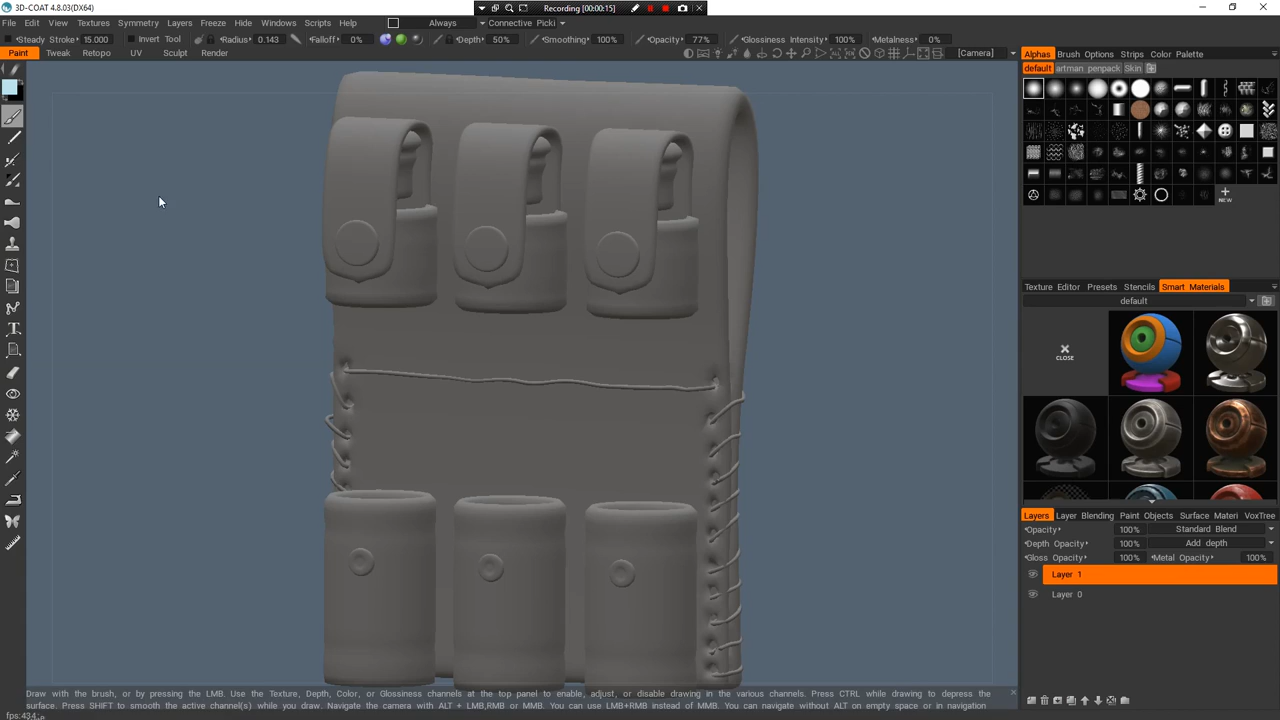 3D-COAT 4.8.03(DX64)
Recording [00:00:15]
File Edit View Textures Symmetry Layers Freeze Hide Windows Scripts Help Always Connective Picki
Steady Stroke 15.000 Invert Tool Radius 0.143 Falloff 0% Depth 50% Smoothing 100% Opacity 77% Glossiness Intensity 100% Metalness 0%
Paint Tweak Retopo UV Sculpt Render [Camera]
Alphas Brush Options Strips Color Palette
default artman penpack Skin
NEW
Texture Editor Presets Stencils Smart Materials
default
CLOSE
Layers Layer Blending Paint Objects Surface Materi VoxTree
Opacity 100% Standard Blend
Depth Opacity 100% Add depth
Gloss Opacity 100% Metal Opacity 100%
Layer 1
Layer 0
Draw with the brush, or by pressing the LMB. Use the Texture, Depth, Color, or Glossiness channels at the top panel to enable, adjust, or disable drawing in the various channels. Press CTRL while drawing to depress the
surface(s) while you draw. Press SHIFT to smooth the active channel(s) while you draw. Navigate the camera with ALT + LMB,RMB or MMB. You can use LMB+RMB instead of MMB. You can navigate without ALT on empty space or in navigation